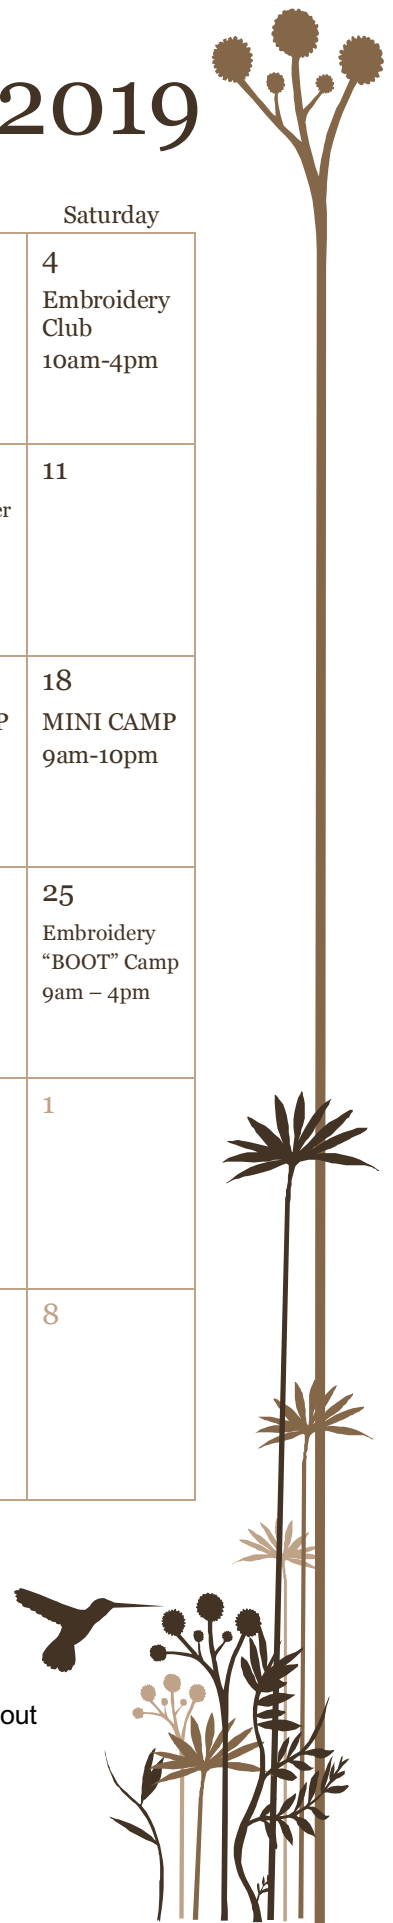 2019
Saturday
4
Embroidery
Club
10am-4pm
11
er
18
P
MINI CAMP
9am-10pm
25
Embroidery
“BOOT” Camp
9am – 4pm
1
8
out